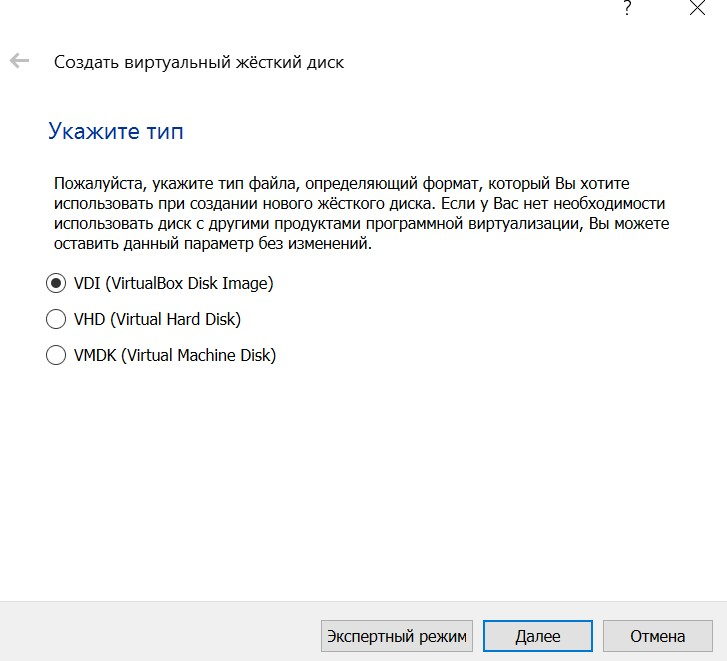 ?
Создать виртуальный жёсткий диск
Укажите тип
Пожалуйста, укажите тип файла, определяющий формат, который Вы хотите
использовать при создании нового жёсткого диска. Если у Вас нет необходимости
использовать диск с другими продуктами программной виртуализации, Вы можете
оставить данный параметр без изменений.
VDI (VirtualBox Disk Image)
VHD (Virtual Hard Disk)
VMDK (Virtual Machine Disk)
Экспертный режим Далее Отмена